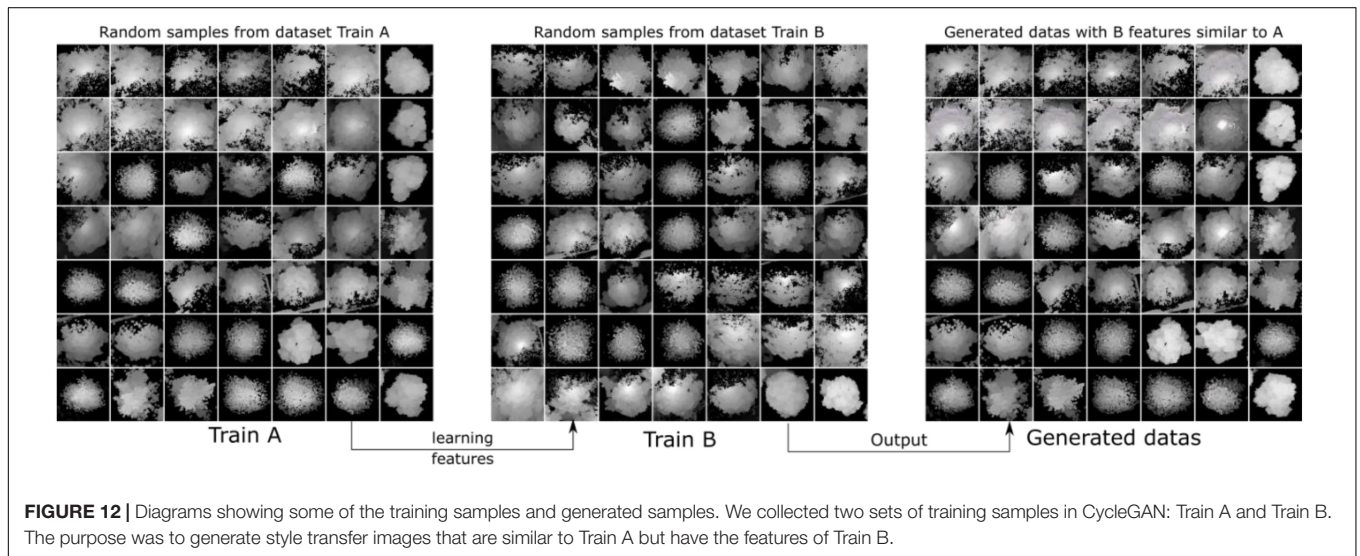 Random samples from dataset Train A
Random samples from dataset Train B
Generated datas with B features similar to A
Train A
learning
features
Train B
Output
Generated datas
FIGURE 12 | Diagrams showing some of the training samples and generated samples. We collected two sets of training samples in CycleGAN: Train A and Train B.
The purpose was to generate style transfer images that are similar to Train A but have the features of Train B.